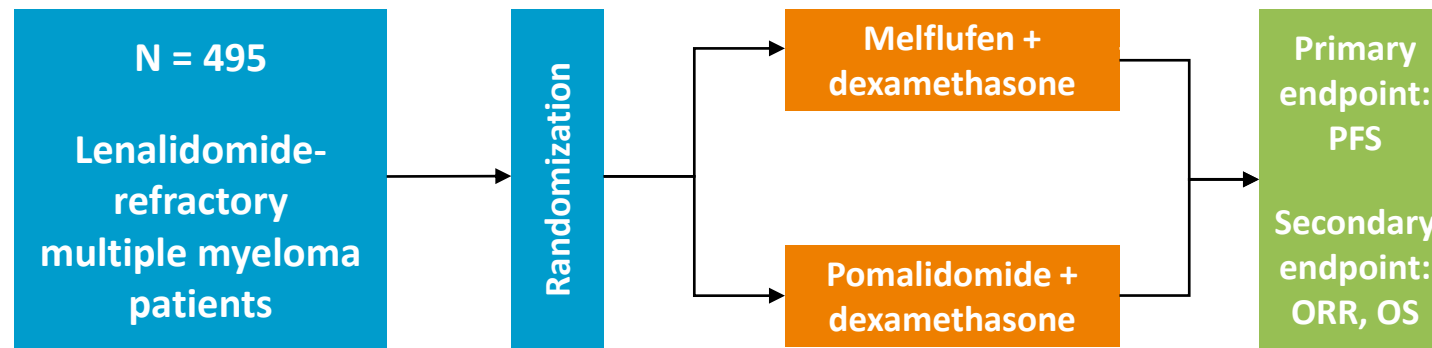 N = 495
Lenalidomide-
refractory
multiple myeloma
patients
Randomization
Melflufen +
dexamethasone
Pomalidomide +
dexamethasone
Primary
endpoint:
PFS
Secondary
endpoint:
ORR, OS